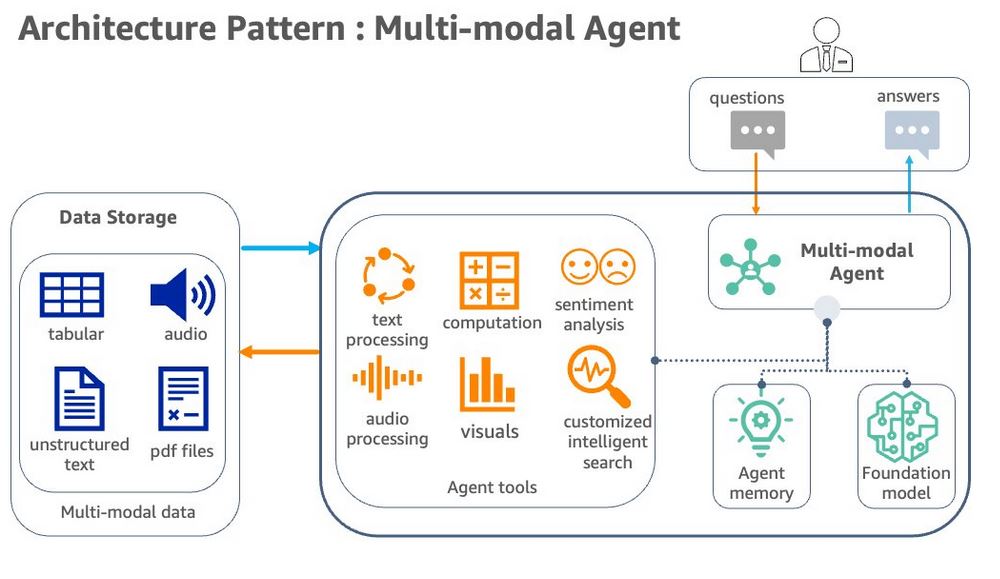 Architecture Pattern : Multi-modal Agent
questions
answers
Data Storage
tabular
audio
unstructured
text
pdf files
Multi-modal data
text
processing
computation
sentiment
analysis
audio
processing
visuals
customized
intelligent
search
Agent tools
Multi-modal
Agent
Agent
memory
Foundation
model